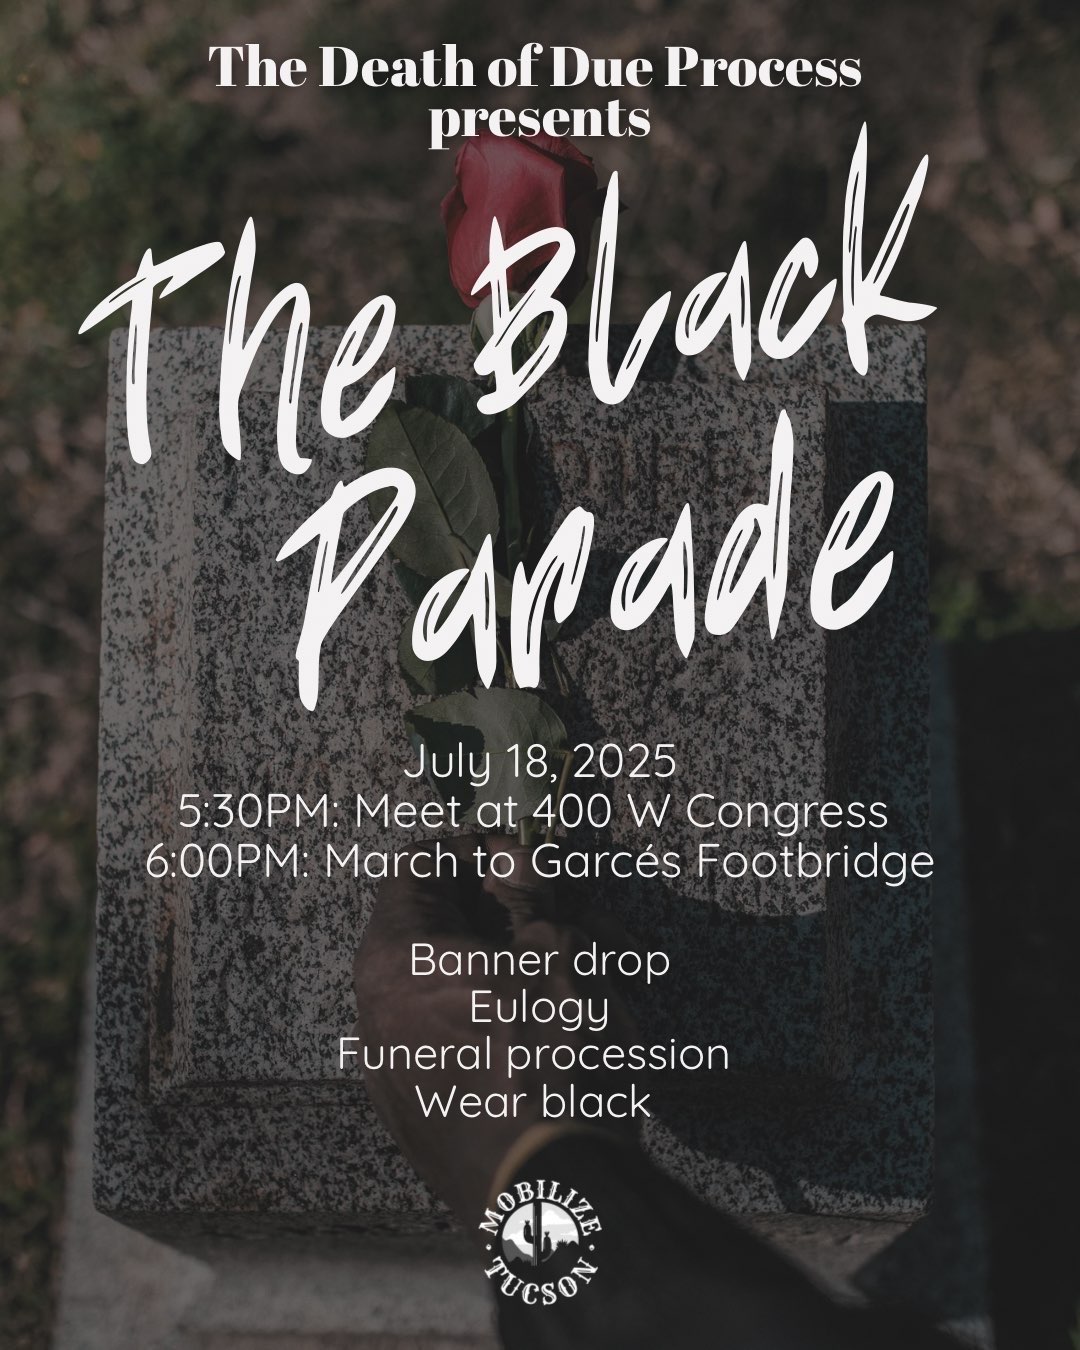 The Death of Due Process
presents
The Black
Parade
July 18, 2025
5:30PM: Meet at 400 W Congress
6:00PM: March to Garcés Footbridge
Banner drop
Eulogy
Funeral procession
Wear black
MOBILIZE
TUCSON